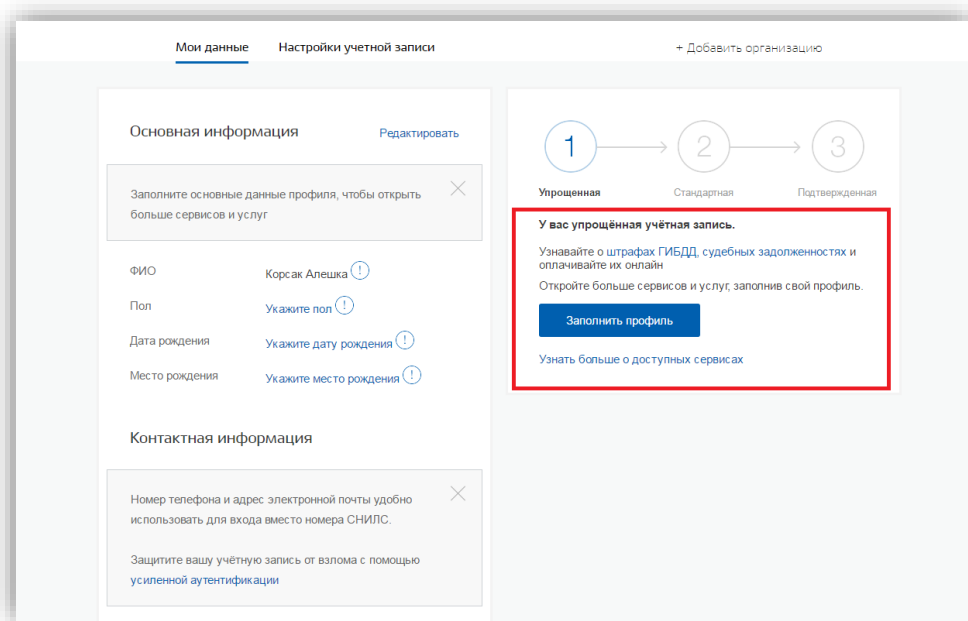 Мои данные Настройки учетной записи + Добавить организацию
Основная информация Редактировать
Заполните основные данные профиля, чтобы открыть
больше сервисов и услуг
ФИО Корсак Алешка !
Пол Укажите пол !
Дата рождения Укажите дату рождения !
Место рождения Укажите место рождения !
Контактная информация
Номер телефона и адрес электронной почты удобно
использовать для входа вместо номера СНИЛС.
Защитите вашу учётную запись от взлома с помощью
усиленной аутентификации
1 2 3
Упрощенная Стандартная Подтвержденная
У вас упрощённая учётная запись.
Узнавайте о штрафах ГИБДД, судебных задолженностях и
оплачивайте их онлайн
Откройте больше сервисов и услуг, заполнив свой профиль.
Заполнить профиль
Узнать больше о доступных сервисах